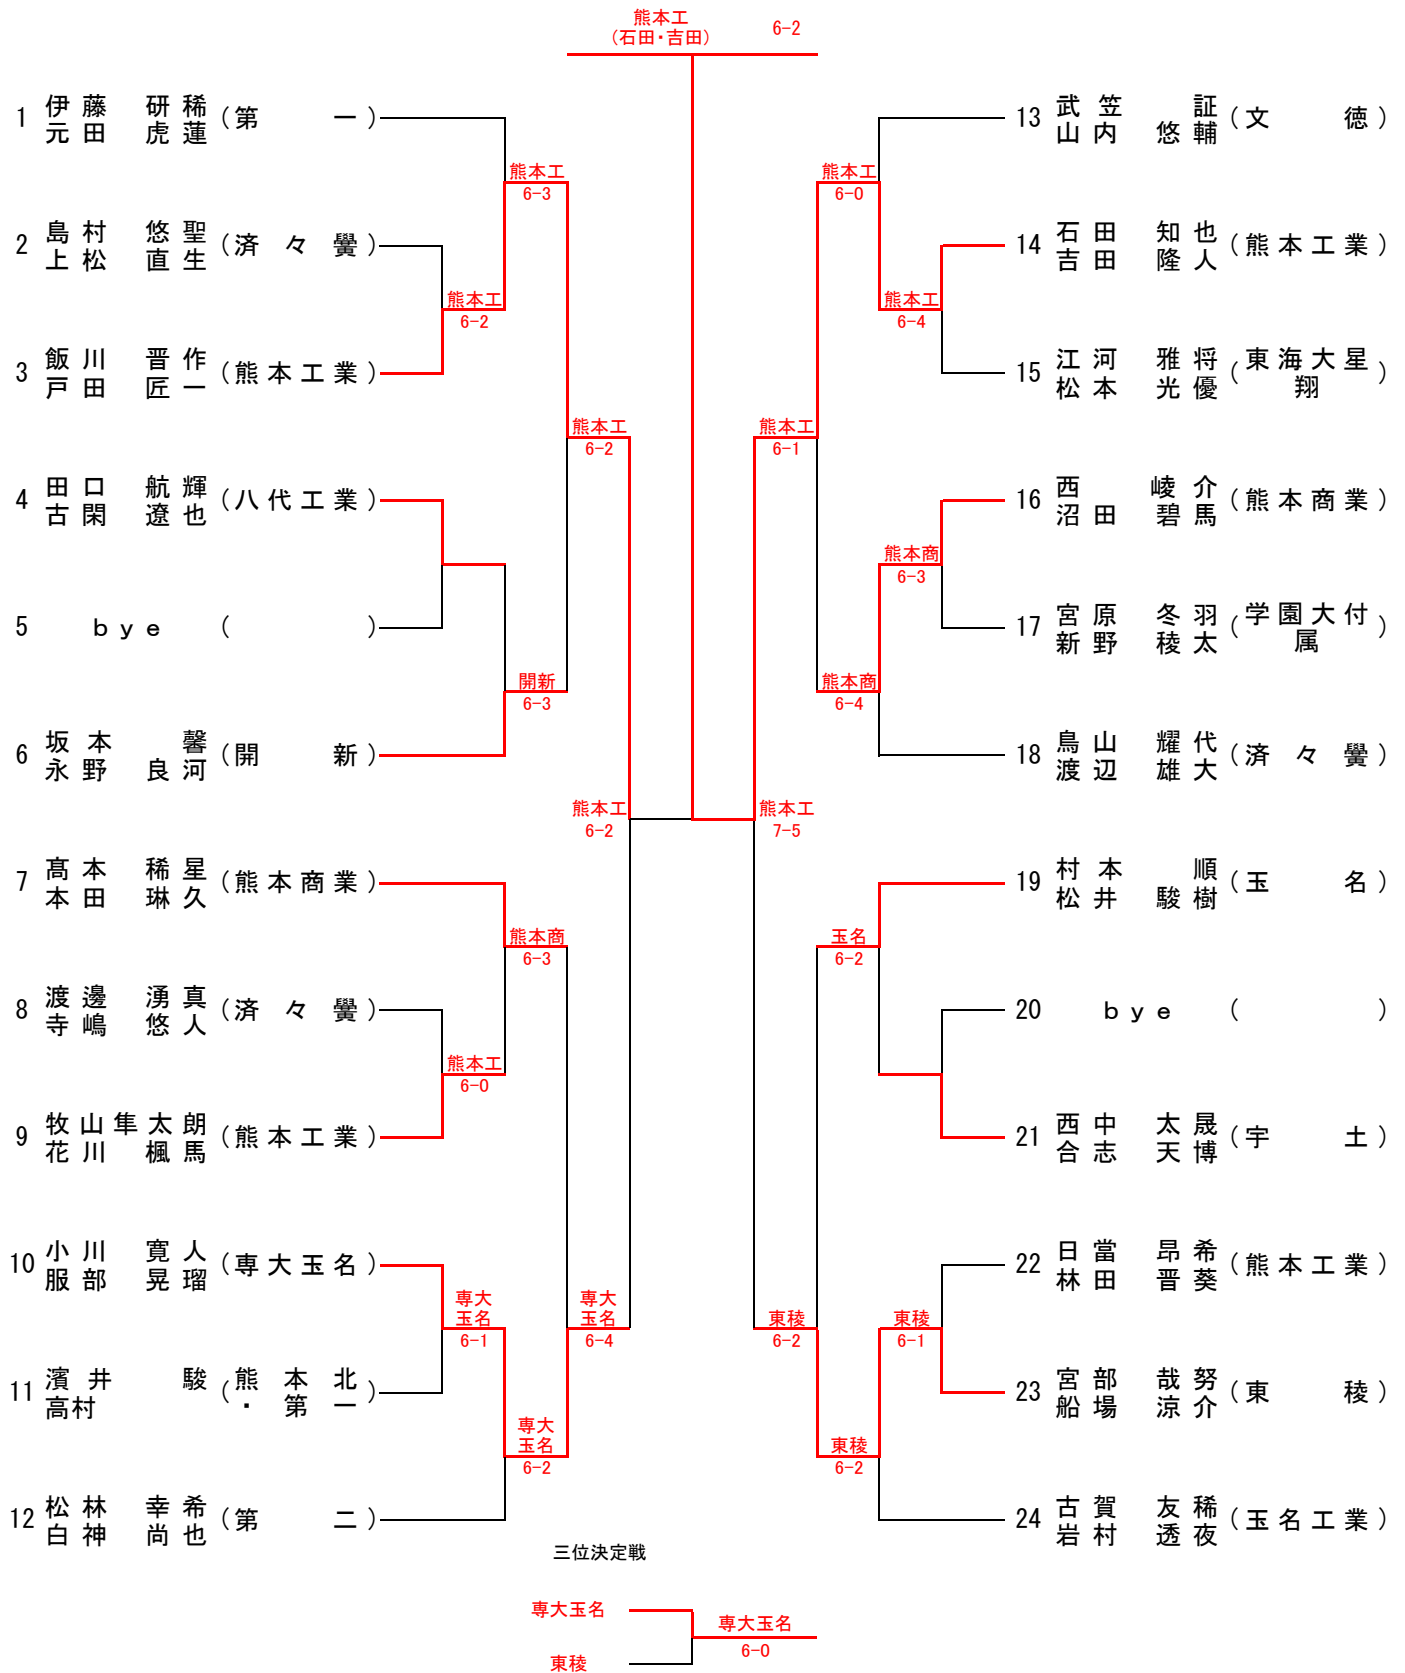 熊本工
(石田・吉田)
6-2
1 伊藤 研稀 (第 一)
元田 虎蓮
熊本工
6-3
2 島村 悠聖 (済々黌)
上松 直生
熊本工
6-2
3 飯川 晋作 (熊本工業)
戸田 匠一
熊本工
6-2
4 田口 航輝 (八代工業)
古閑 遼也
5 bye ( )
開新
6-3
6 坂本 馨 (開 新)
永野 良河
熊本工
6-2
7 髙本 稀星 (熊本商業)
本田 琳久
熊本商
6-3
8 渡邊 湧真 (済々黌)
寺嶋 悠人
熊本工
6-0
9 牧山隼太朗 (熊本工業)
花川 楓馬
10 小川 寛人 (専大玉名)
服部 晃瑠
専大
玉名
6-1
専大
玉名
6-4
11 濱井 駿 (熊本北
高村 ・第一)
専大
玉名
6-2
12 松林 幸希 (第 二)
白神 尚也
13 武笠 証 (文 徳)
山内 悠輔
熊本工
6-0
14 石田 知也 (熊本工業)
吉田 隆人
熊本工
6-4
15 江河 雅将 (東海大星
松本 光優 翔)
熊本工
6-1
16 西 崚介 (熊本商業)
沼田 碧馬
熊本商
6-3
17 宮原 冬羽 (学園大付
新野 稜太 属)
熊本商
6-4
18 鳥山 耀代 (済々黌)
渡辺 雄大
熊本工
7-5
19 村本 順 (玉 名)
松井 駿樹
玉名
6-2
20 bye ( )
21 西中 太晟 (宇 土)
合志 天博
22 日當 昂希 (熊本工業)
林田 晋葵
東稜
6-2
東稜
6-1
23 宮部 哉努 (東 稜)
船場 涼介
東稜
6-2
24 古賀 友稀 (玉名工業)
岩村 透夜
三位決定戦
専大玉名
専大玉名
6-0
東稜